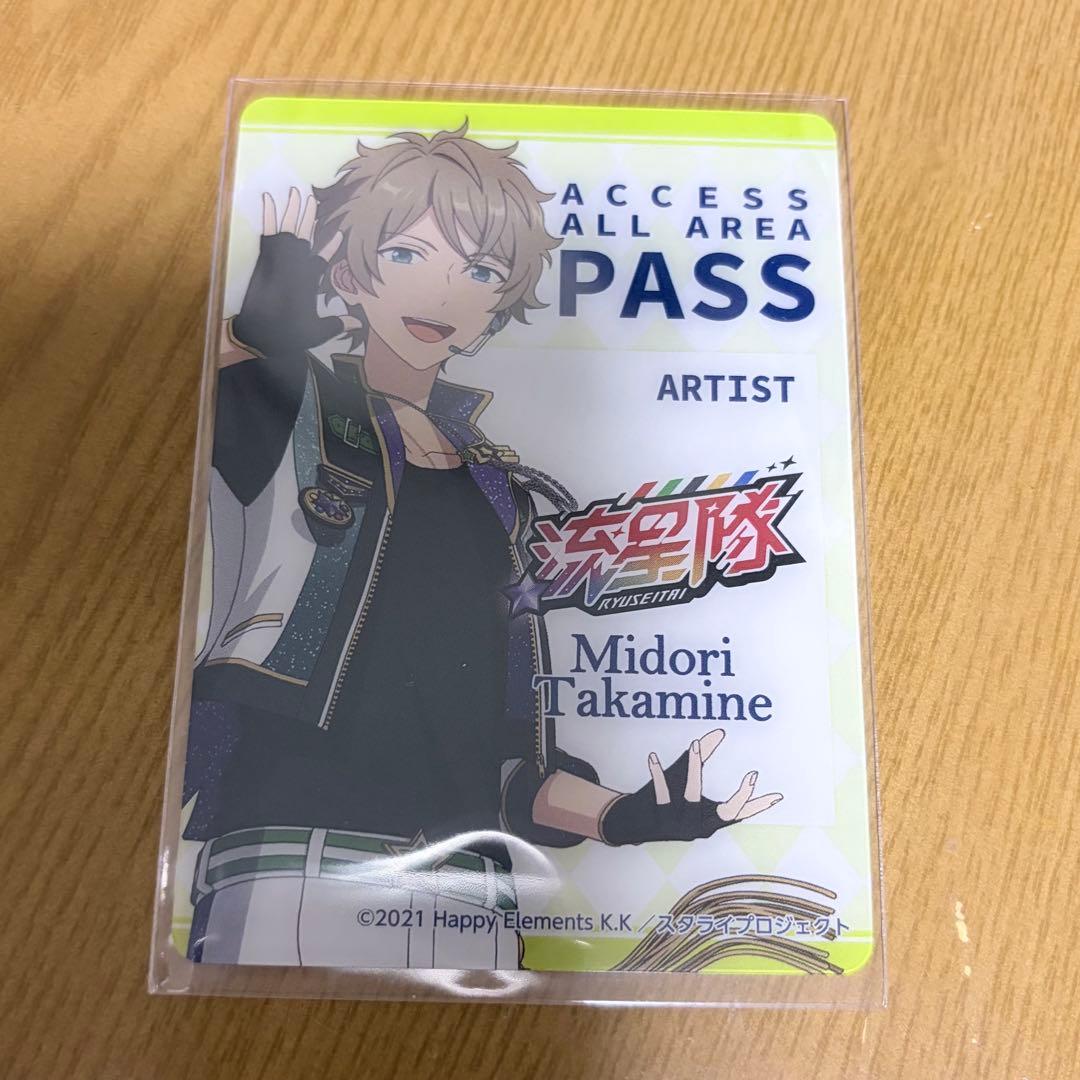 ACCESS
ALL AREA
PASS
ARTIST
流星隊
RYUSEITAI
Midori
Takamine
©2021 Happy Elements K.K／スタライプロジェクト